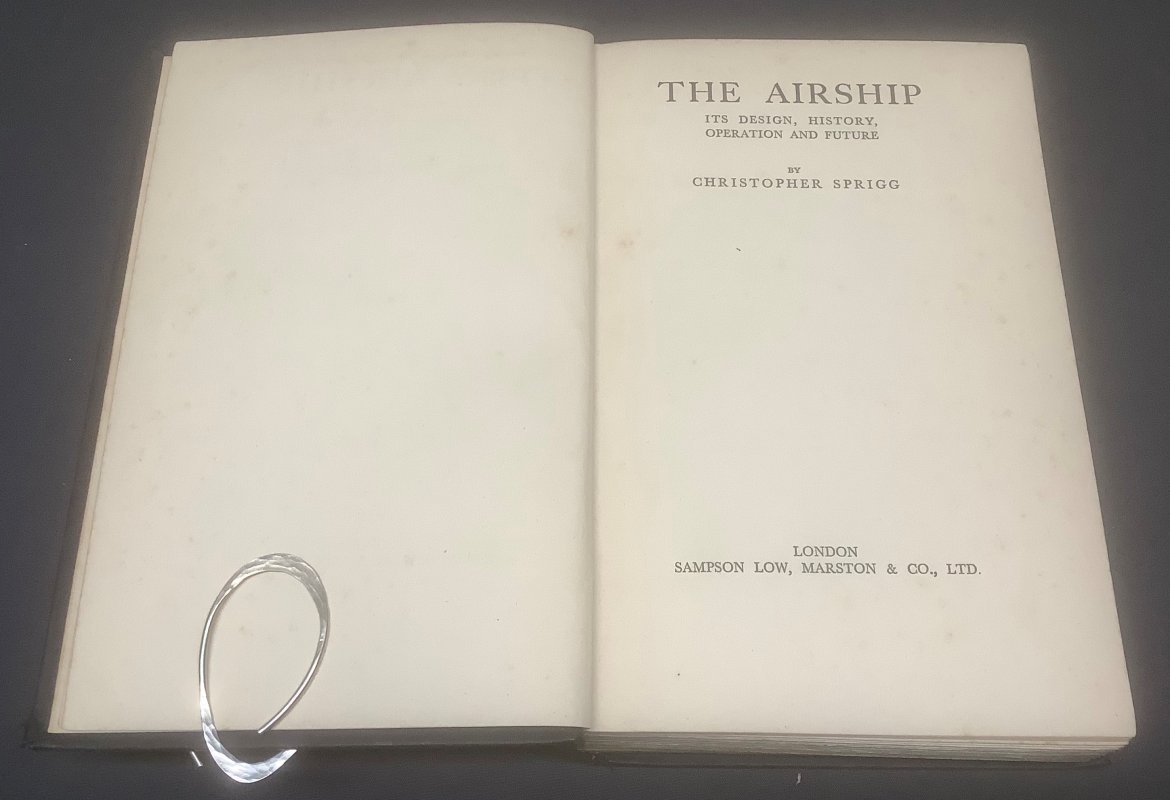 THE AIRSHIP
ITS DESIGN, HISTORY,
OPERATION AND FUTURE
BY
CHRISTOPHER SPRIGG
LONDON
SAMPSON LOW, MARSTON & CO., LTD.